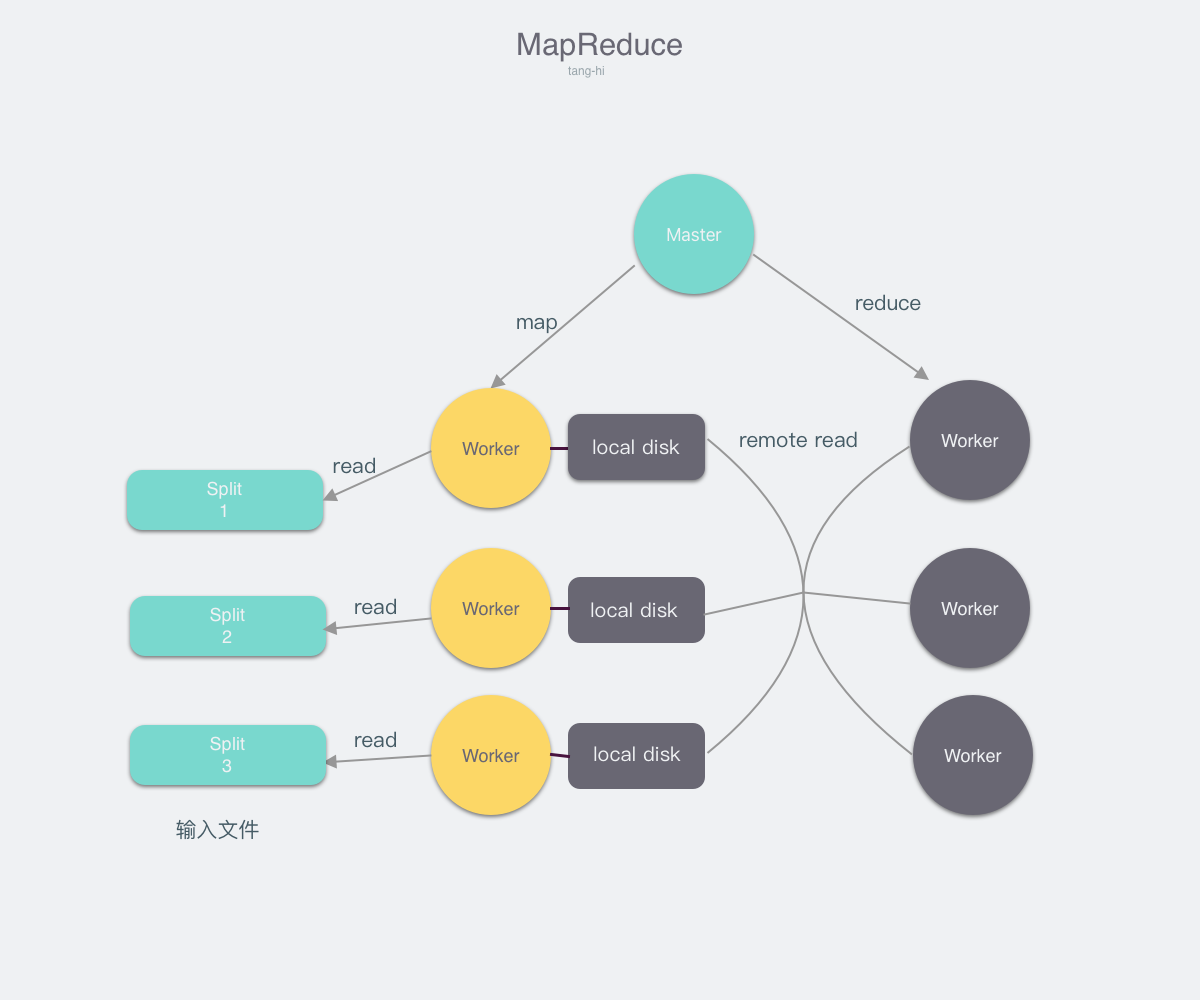 MapReduce
tang-hi
Master
map
reduce
Worker
local disk
remote read
Worker
read
Split
1
Worker
local disk
Worker
read
Split
2
Worker
local disk
Worker
read
Split
3
输入文件